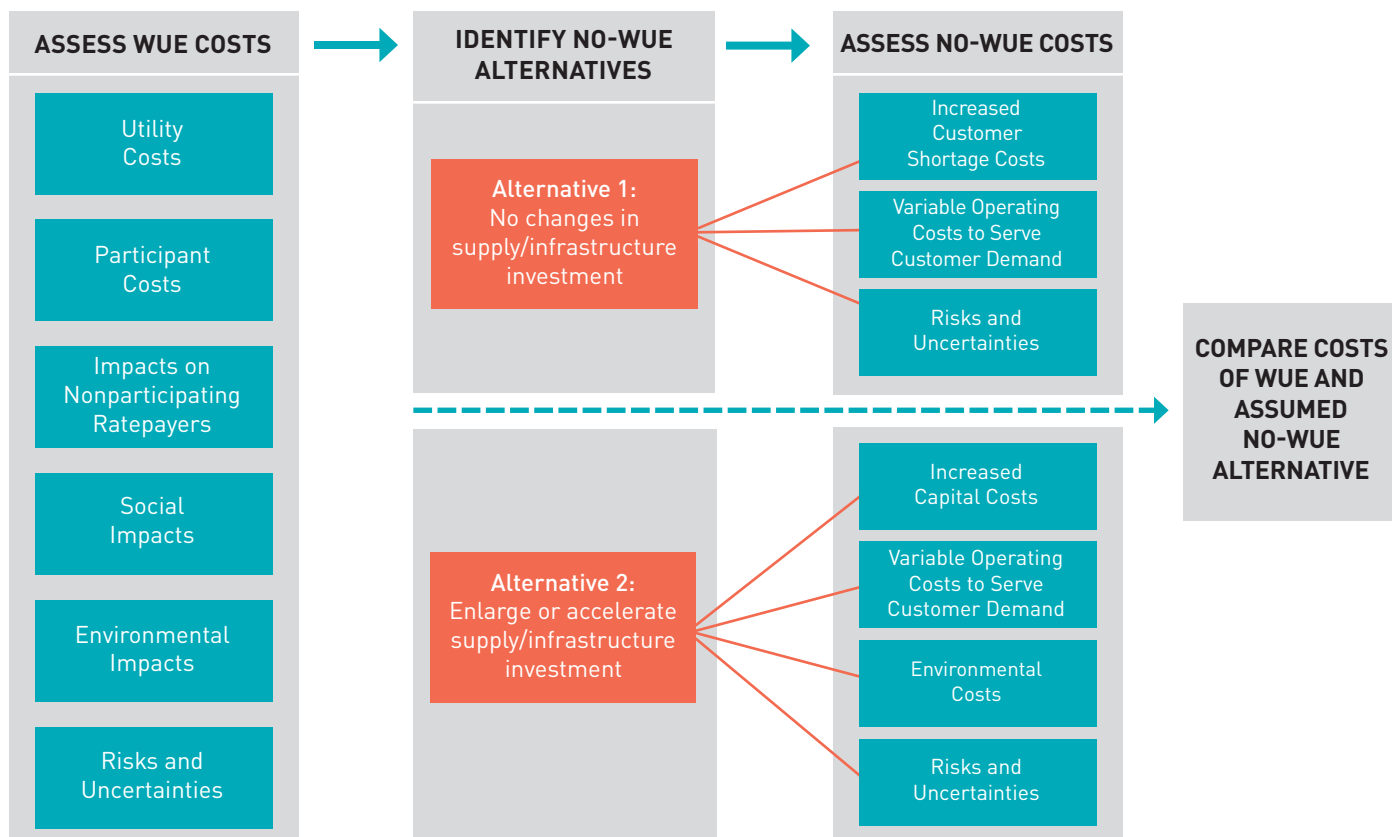 ASSESS WUE COSTS
Utility
Costs
Participant
Costs
Impacts on
Nonparticipating
Ratepayers
Social
Impacts
Environmental
Impacts
Risks and
Uncertainties
IDENTIFY NO-WUE
ALTERNATIVES
Alternative 1:
No changes in
supply/infrastructure
investment
Alternative 2:
Enlarge or accelerate
supply/infrastructure
investment
ASSESS NO-WUE COSTS
Increased
Customer
Shortage Costs
Variable Operating
Costs to Serve
Customer Demand
Risks and
Uncertainties
Increased
Capital Costs
Variable Operating
Costs to Serve
Customer Demand
Environmental
Costs
Risks and
Uncertainties
COMPARE COSTS
OF WUE AND
ASSUMED
NO-WUE
ALTERNATIVE